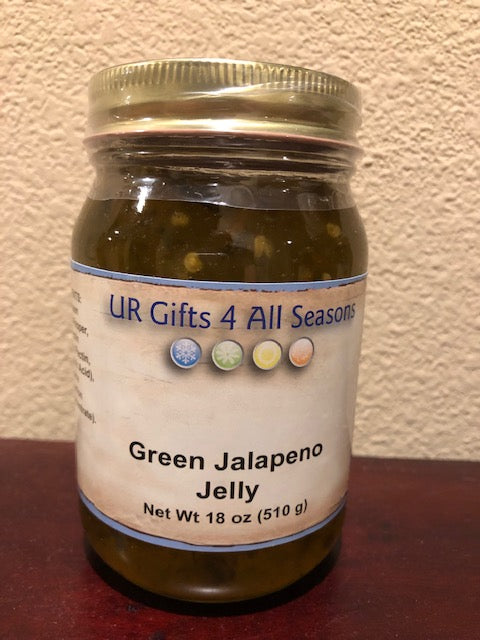 UR Gifts 4 All Seasons
Green Jalapeno
Jelly
Net Wt 18 oz (510 g)